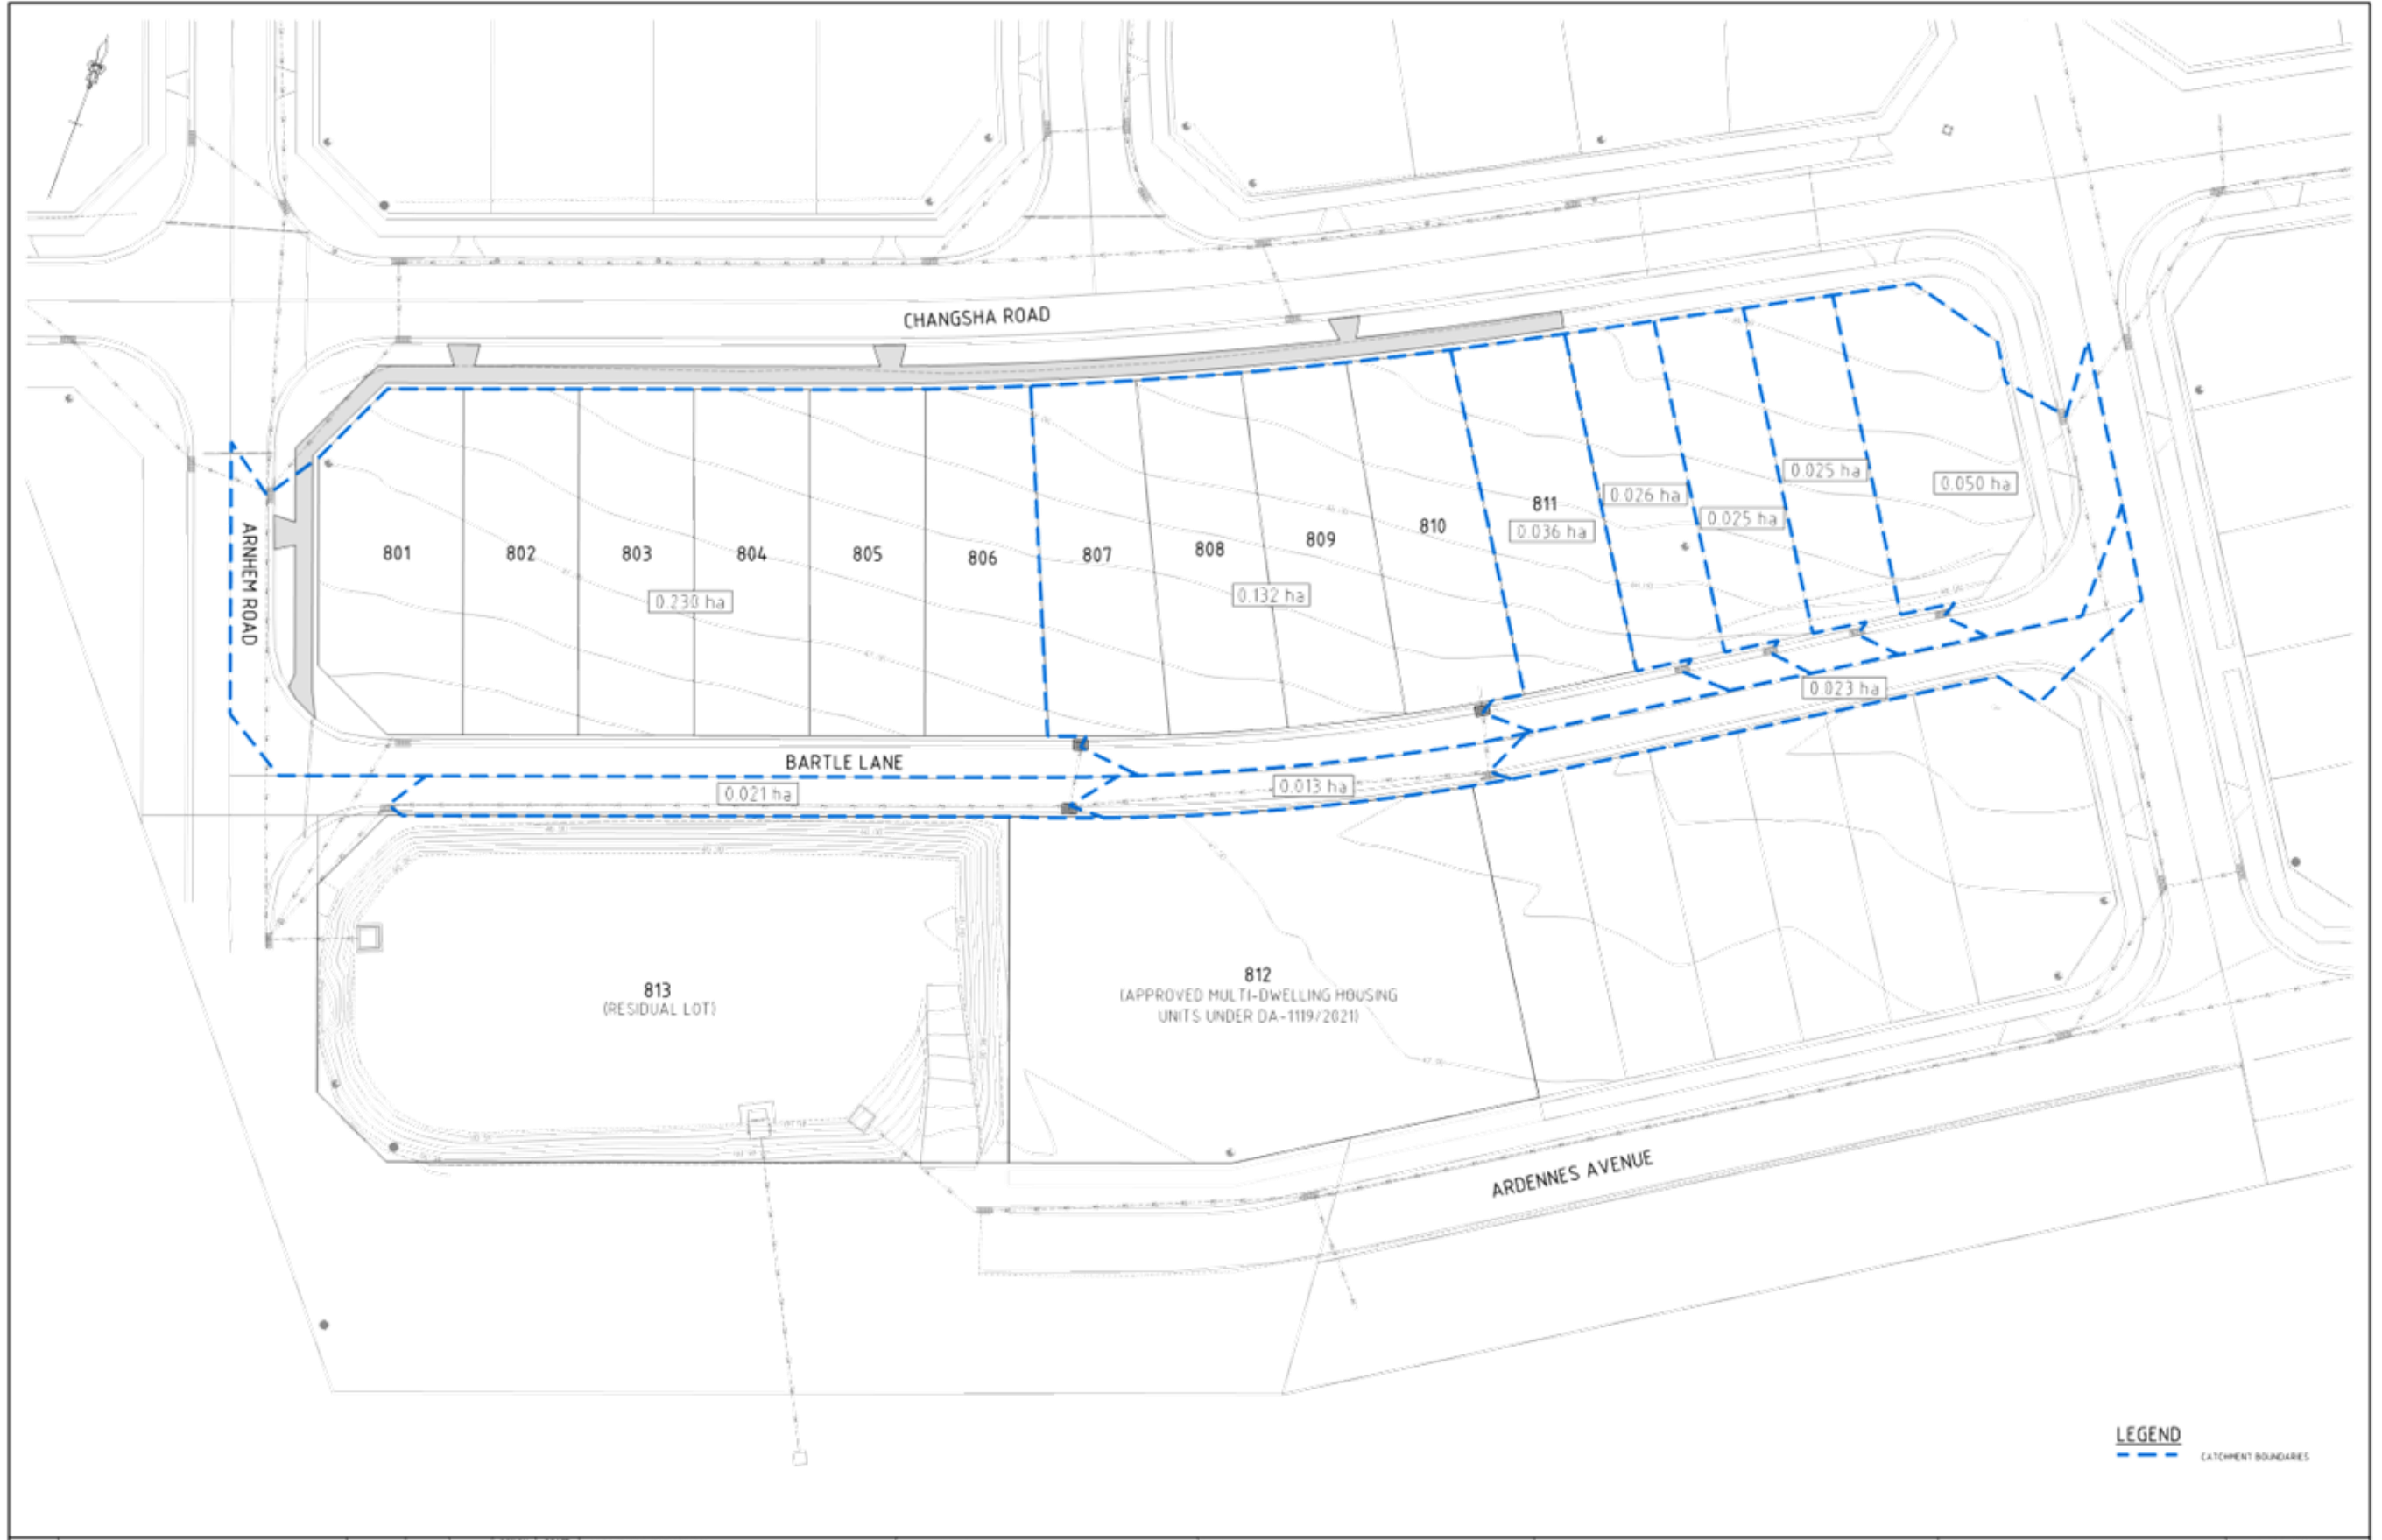 CHANGSHA ROAD
ARNHEM ROAD
801
802
803
804
805
806
807
808
809
810
811
0.230 ha
0.132 ha
0.036 ha
0.026 ha
0.025 ha
0.025 ha
0.050 ha
BARTLE LANE
0.021 ha
0.013 ha
0.023 ha
813
(RESIDUAL LOT)
812
(APPROVED MULTI-DWELLING HOUSING
UNITS UNDER DA-1119/2021)
ARDENNES AVENUE
LEGEND
CATCHMENT BOUNDARIES